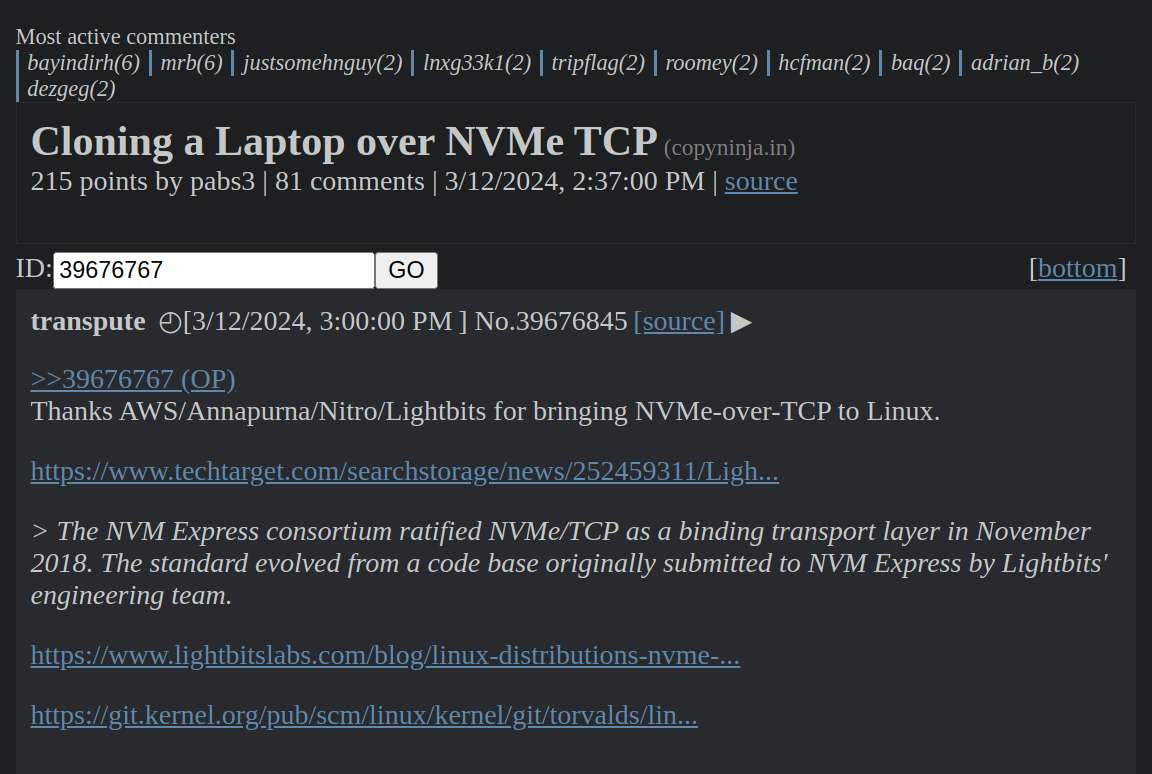 Most active commenters
bayindirh(6) mrb(6) justsomehnguy(2) lnxg33k1(2) tripflag(2) roomey(2) hcfman(2) baq(2) adrian_b(2)
dezgeg(2)
Cloning a Laptop over NVMe TCP (copyninja.in)
215 points by pabs3 | 81 comments | 3/12/2024, 2:37:00 PM | source
ID: 39676767 GO [bottom]
transpute ◴[3/12/2024, 3:00:00 PM ] No.39676845 [source] ▶
>>39676767 (OP)
Thanks AWS/Annapurna/Nitro/Lightbits for bringing NVMe-over-TCP to Linux.
https://www.techtarget.com/searchstorage/news/252459311/Ligh...
> The NVM Express consortium ratified NVMe/TCP as a binding transport layer in November
2018. The standard evolved from a code base originally submitted to NVM Express by Lightbits'
engineering team.
https://www.lightbitslabs.com/blog/linux-distributions-nvme-...
https://git.kernel.org/pub/scm/linux/kernel/git/torvalds/lin...